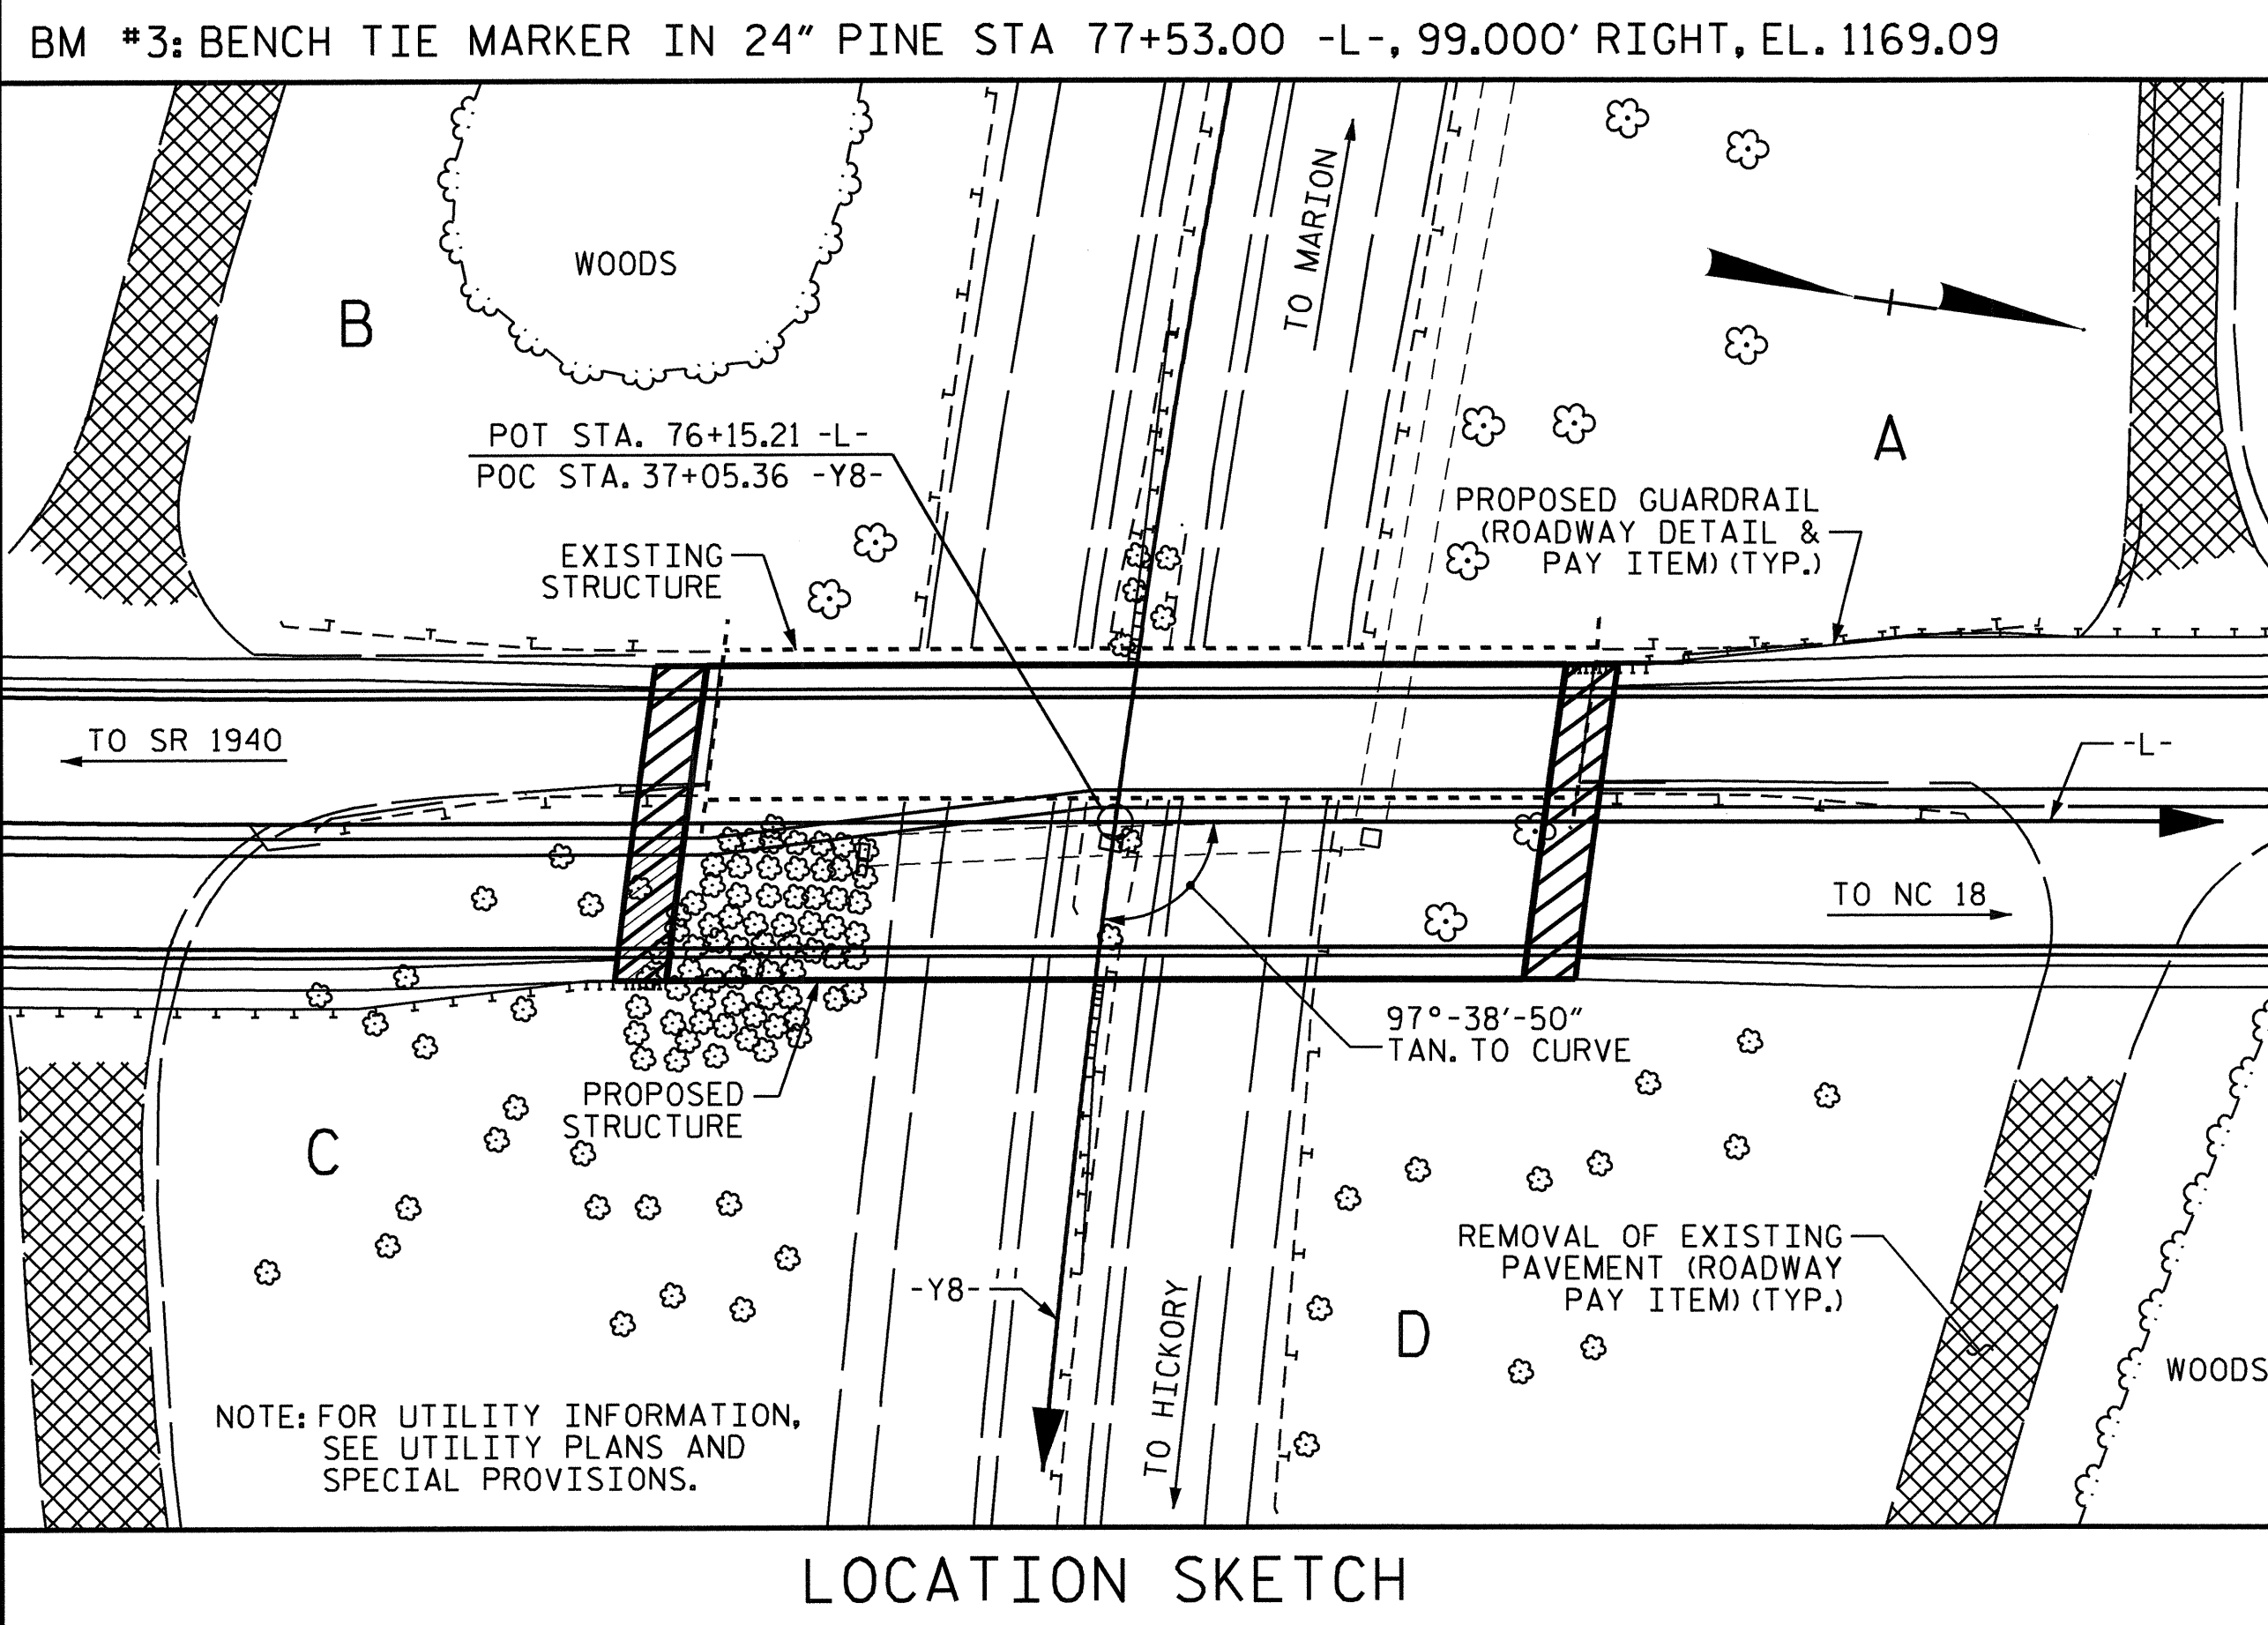 BM #3: BENCH TIE MARKER IN 24" PINE STA 77+53.00 -L-, 99.000' RIGHT, EL. 1169.09
TO MARION
WOODS
B
A
POT STA. 76+15.21 -L-
POC STA. 37+05.36 -Y8-
PROPOSED GUARDRAIL
(ROADWAY DETAIL &
PAY ITEM) (TYP.)
EXISTING
STRUCTURE
TO SR 1940
-L-
TO NC 18
97°-38'-50"
TAN. TO CURVE
PROPOSED
STRUCTURE
C
REMOVAL OF EXISTING
PAVEMENT (ROADWAY
PAY ITEM) (TYP.)
-Y8-
TO HICKORY
D
WOODS
NOTE: FOR UTILITY INFORMATION,
SEE UTILITY PLANS AND
SPECIAL PROVISIONS.
LOCATION SKETCH